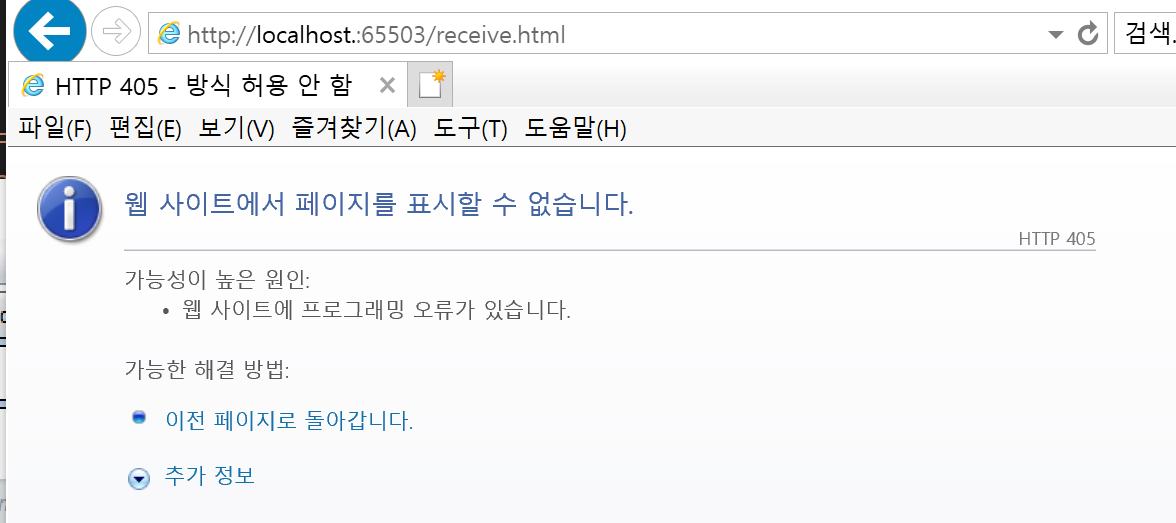 http://localhost.:65503/receive.html
검색.
HTTP 405 - 방식 허용 안 함
파일(F) 편집(E) 보기(V) 즐겨찾기(A) 도구(T) 도움말(H)
웹 사이트에서 페이지를 표시할 수 없습니다.
HTTP 405
가능성이 높은 원인:
• 웹 사이트에 프로그래밍 오류가 있습니다.
가능한 해결 방법:
이전 페이지로 돌아갑니다.
추가 정보